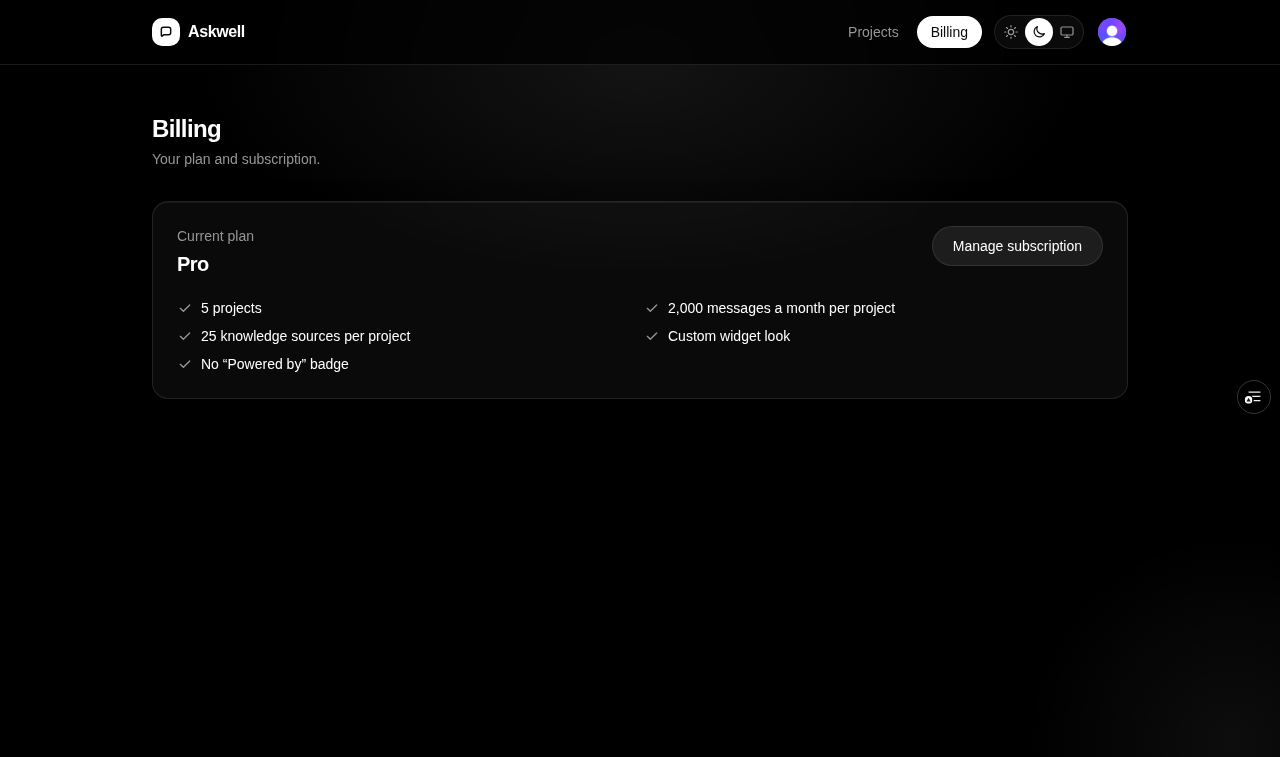 Askwell
Projects
Billing
Billing
Your plan and subscription.
Current plan
Pro
Manage subscription
5 projects
2,000 messages a month per project
25 knowledge sources per project
Custom widget look
No “Powered by” badge